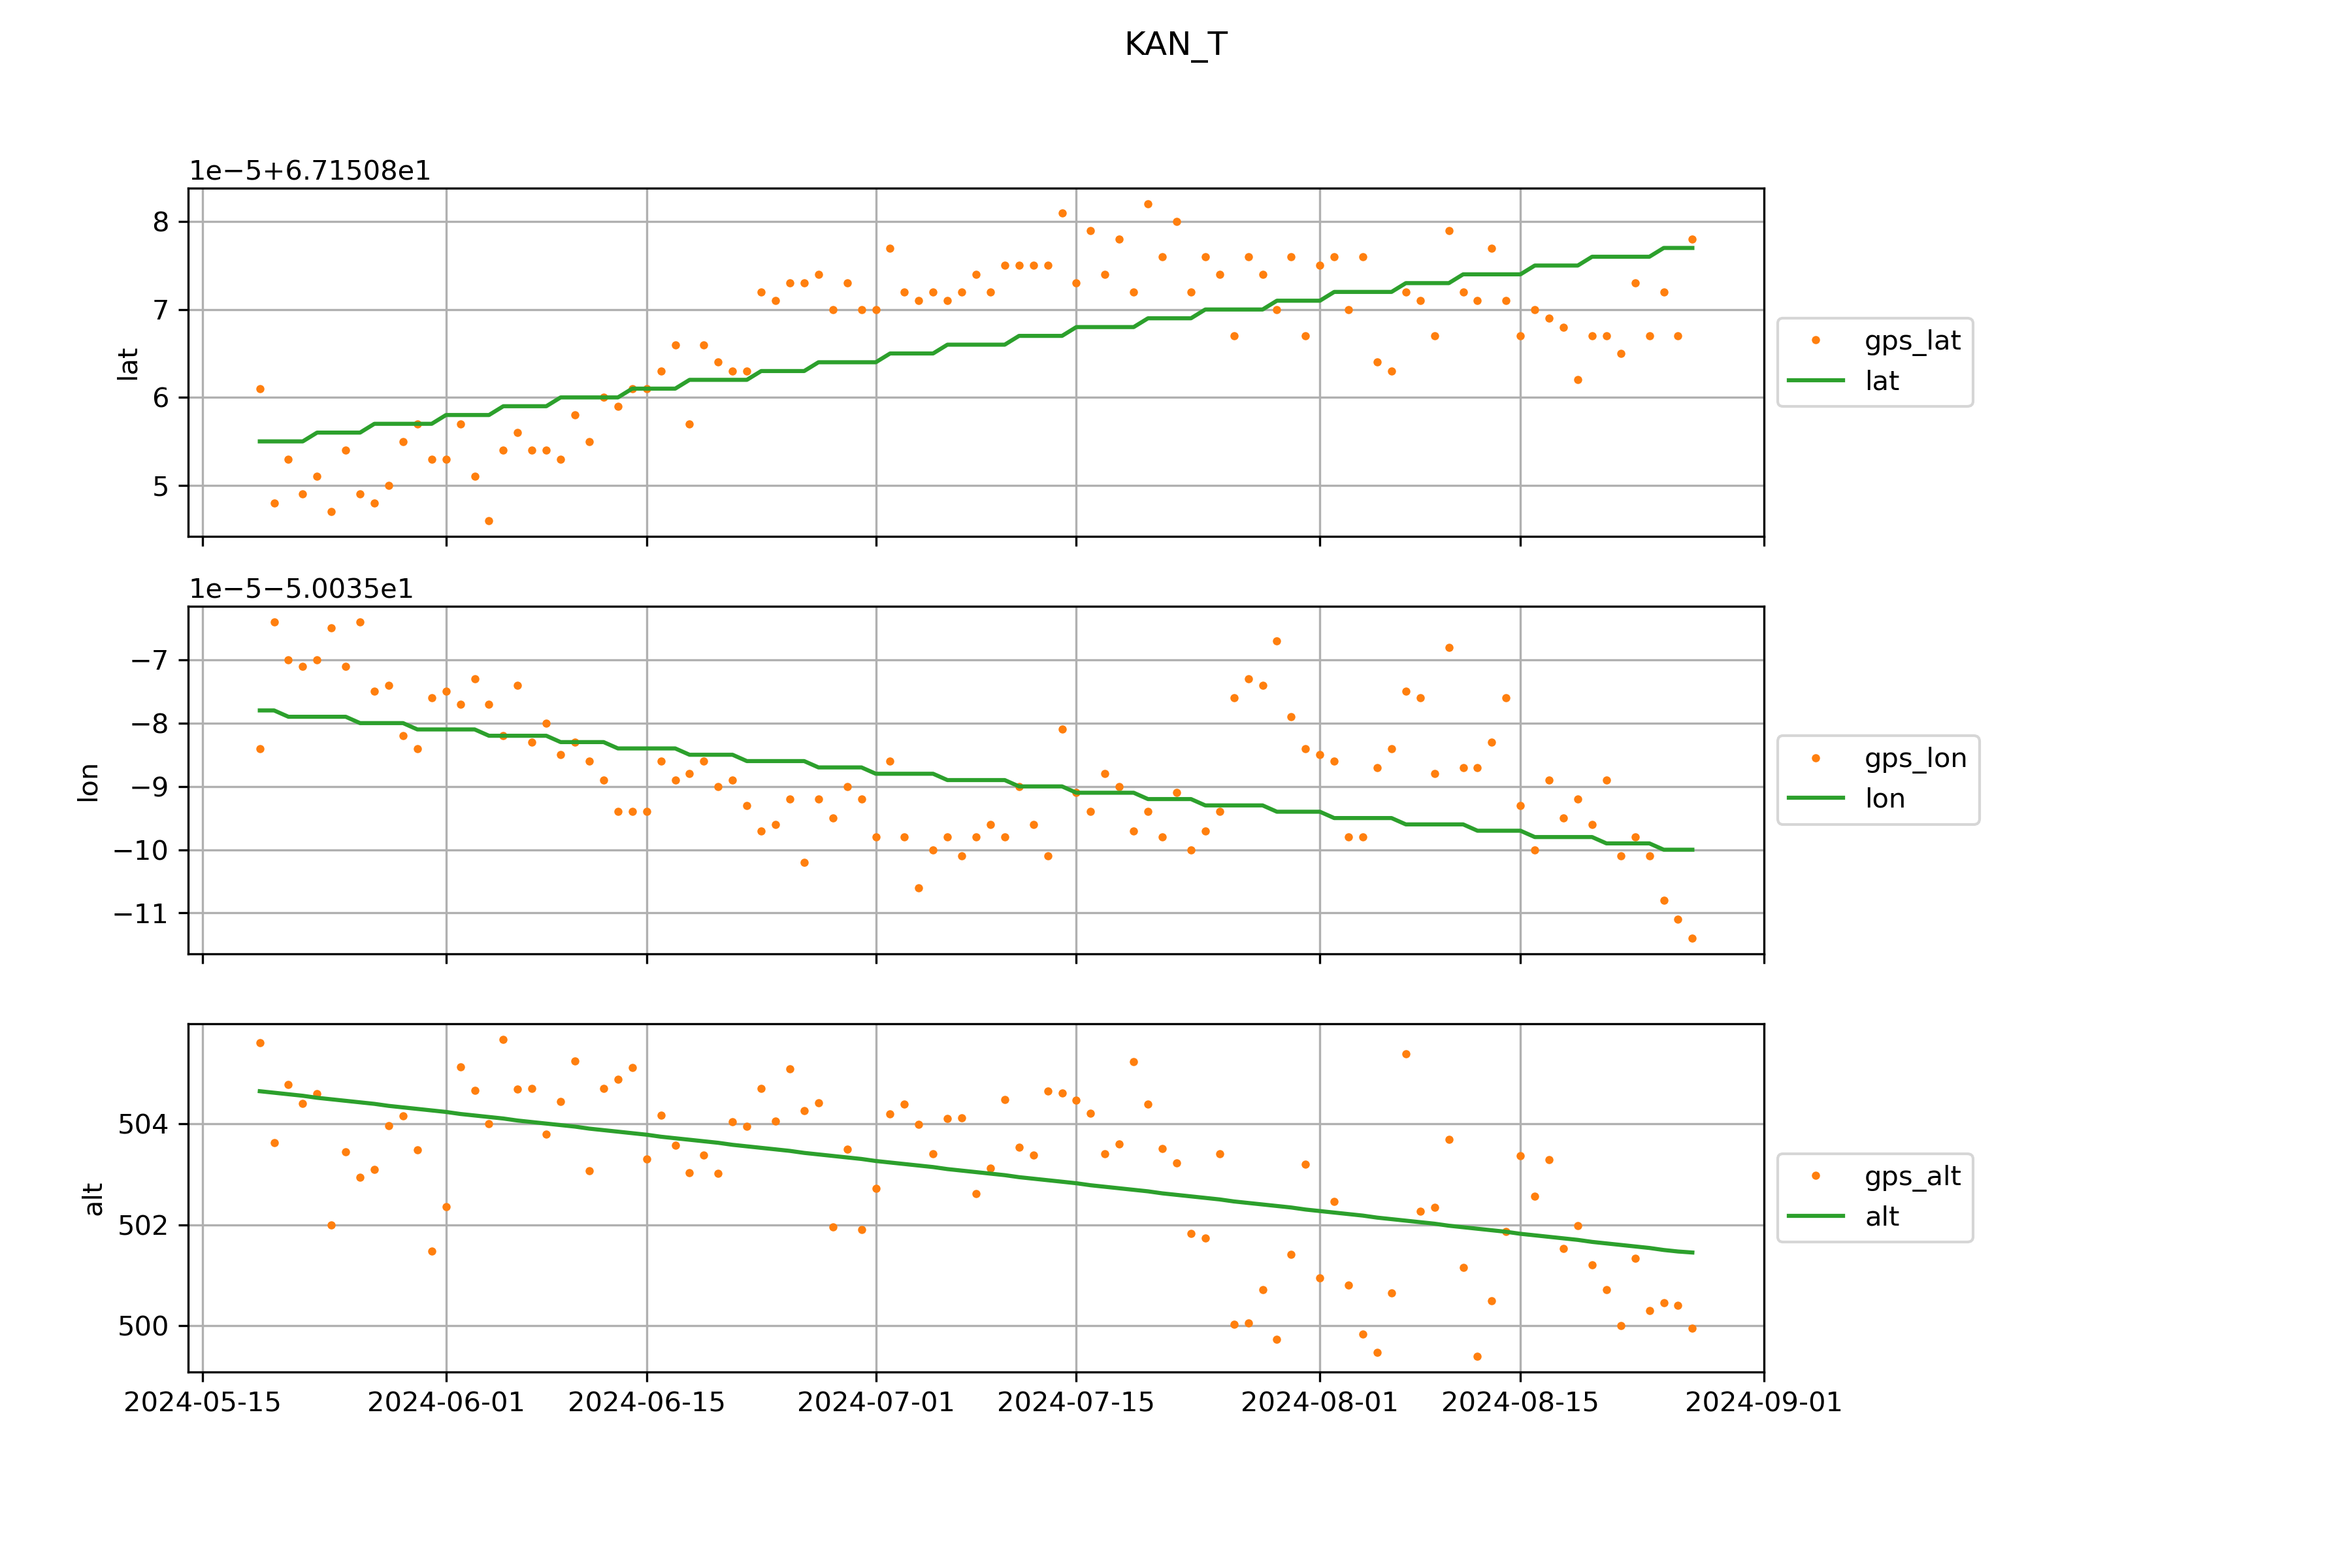 KAN_T
1e−5+6.71508e1
8
7
6
5
lat
gps_lat
lat
1e−5−5.0035e1
−7
−8
−9
−10
−11
lon
gps_lon
lon
504
502
500
alt
gps_alt
alt
2024-05-15 2024-06-01 2024-06-15 2024-07-01 2024-07-15 2024-08-01 2024-08-15 2024-09-01